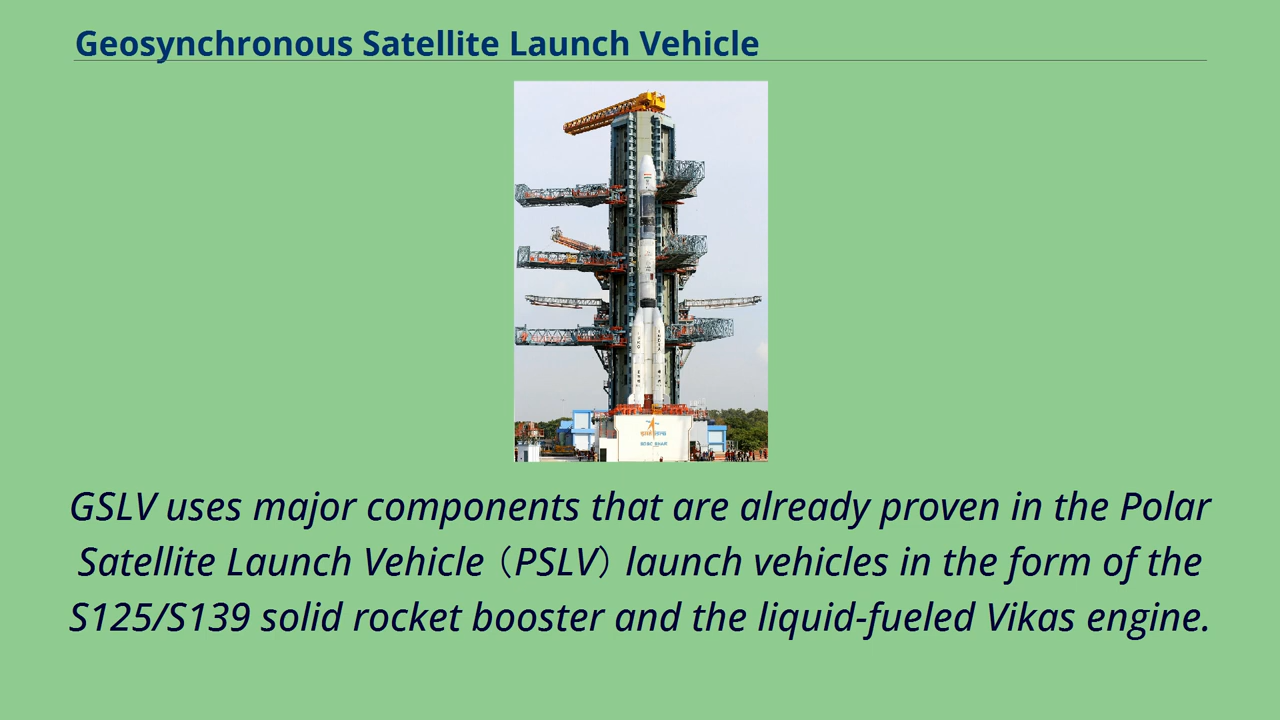 Geosynchronous Satellite Launch Vehicle
GSLV uses major components that are already proven in the Polar
Satellite Launch Vehicle (PSLV) launch vehicles in the form of the
S125/S139 solid rocket booster and the liquid-fueled Vikas engine.